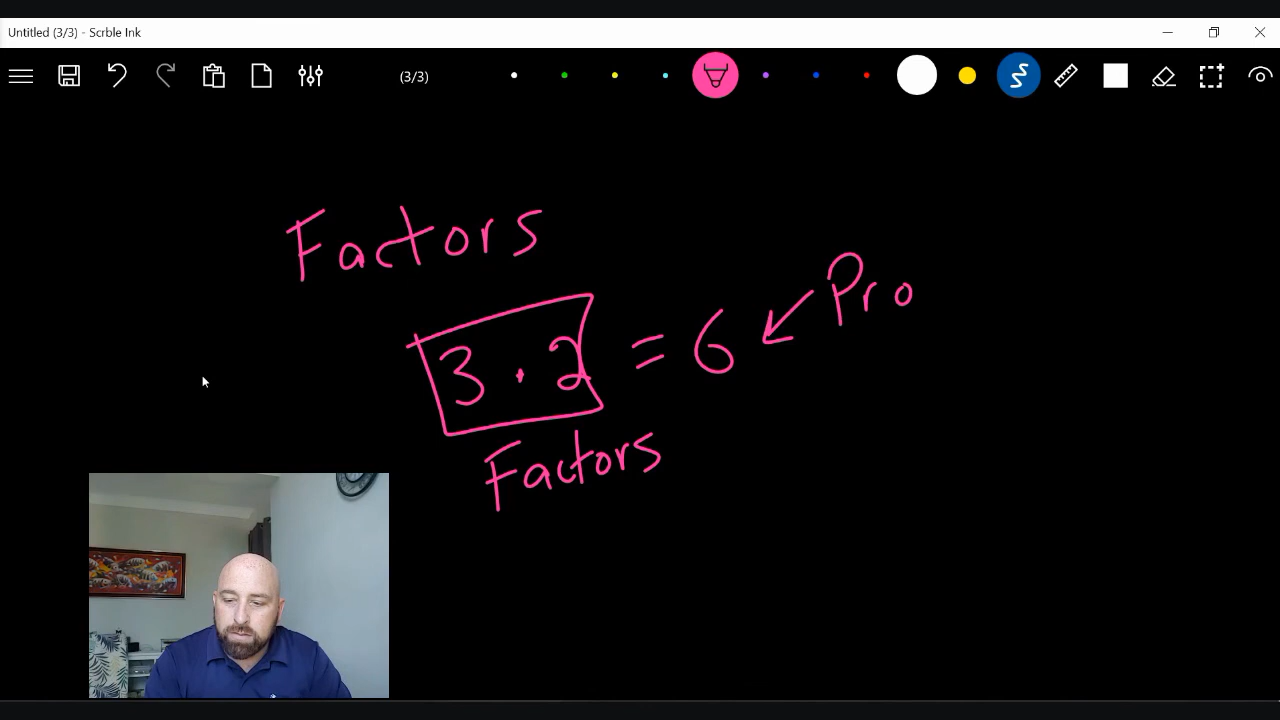 Untitled (3/3) - Scrble Ink
(3/3)
Factors
3 · 2 = 6 ← Pro
Factors